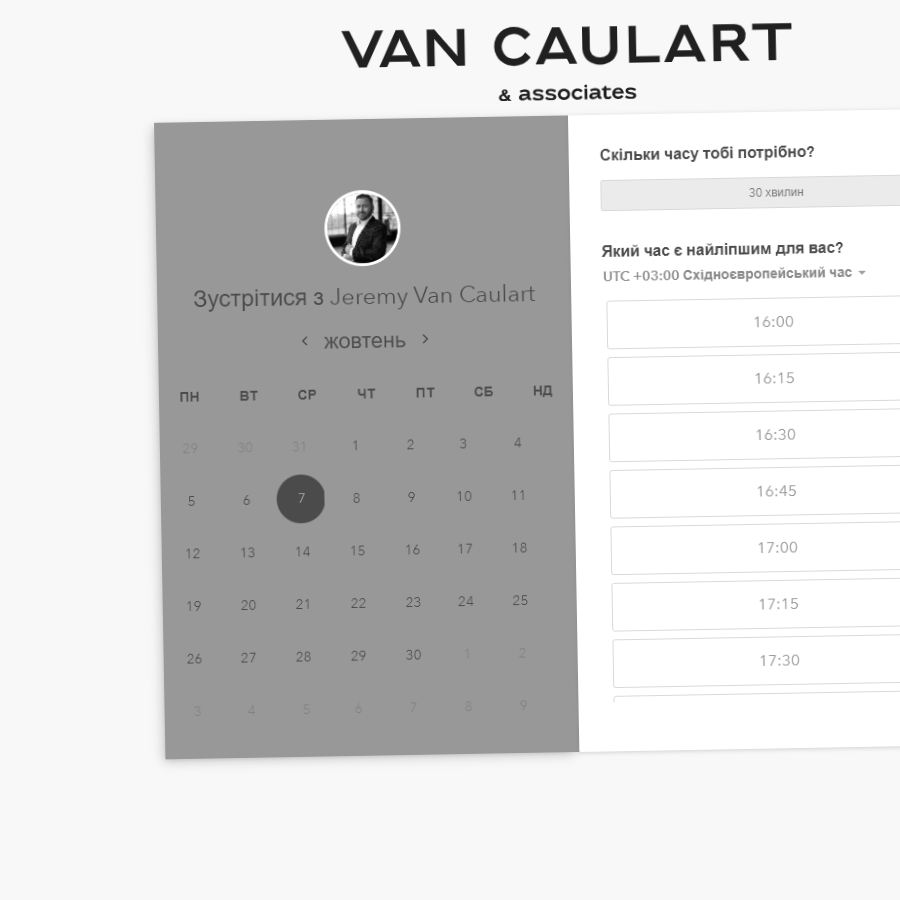 VAN CAULART
& associates
Зустрітися з Jeremy Van Caulart
жовтень
ПН ВТ СР ЧТ ПТ СБ НД
29 30 31 1 2 3 4
5 6 7 8 9 10 11
12 13 14 15 16 17 18
19 20 21 22 23 24 25
26 27 28 29 30 1 2
3 4 5 6 7 8 9
Скільки часу тобі потрібно?
30 хвилин
Який час є найліпшим для вас?
UTC +03:00 Східноєвропейський час
16:00
16:15
16:30
16:45
17:00
17:15
17:30